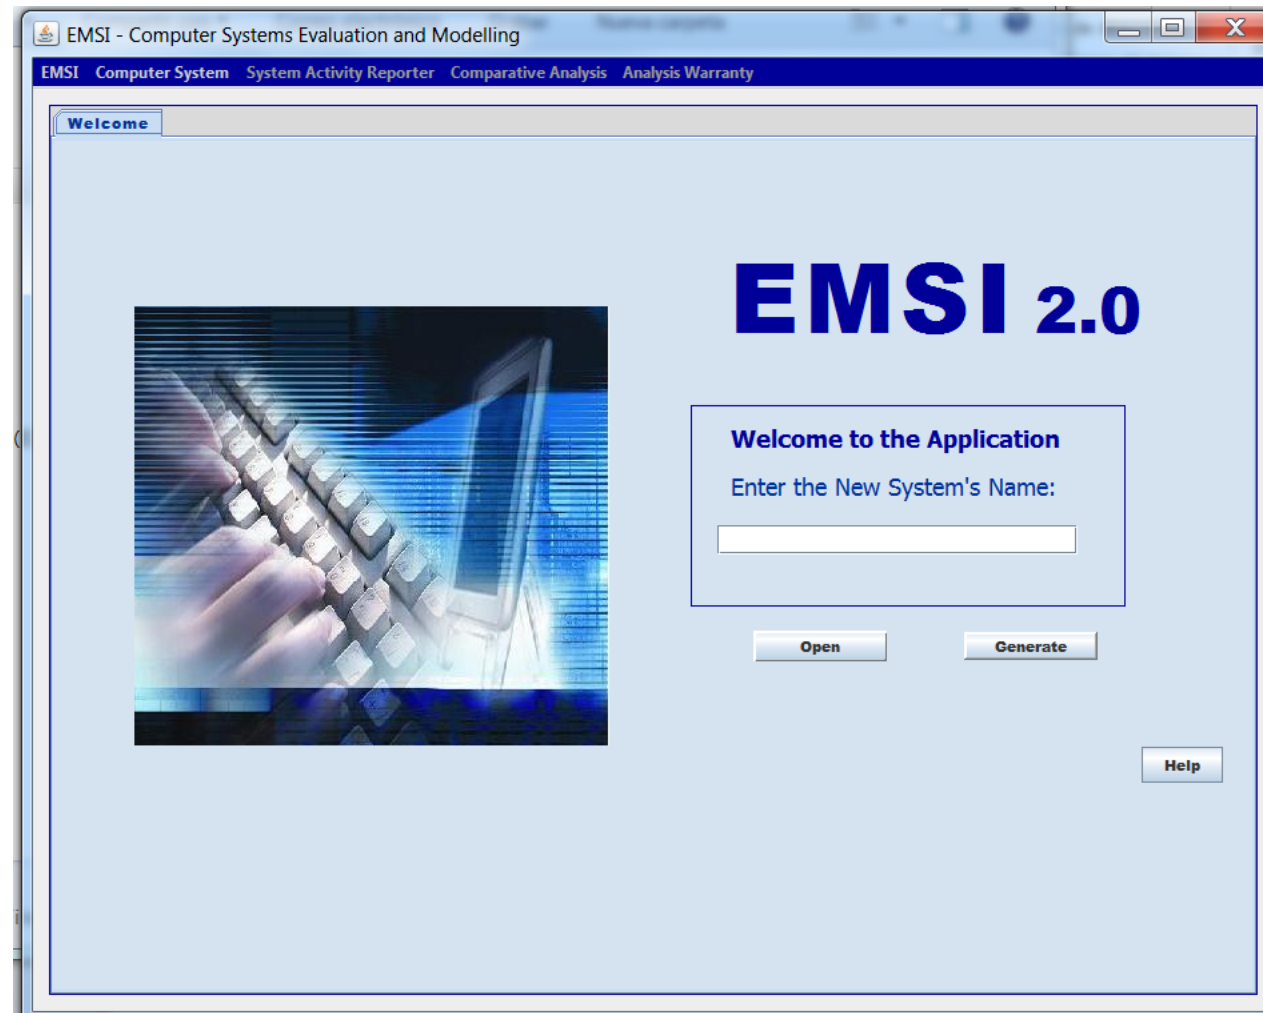 EMSI - Computer Systems Evaluation and Modelling
EMSI Computer System System Activity Reporter Comparative Analysis Analysis Warranty
Welcome
EMSI 2.0
Welcome to the Application
Enter the New System's Name:
Open Generate
Help